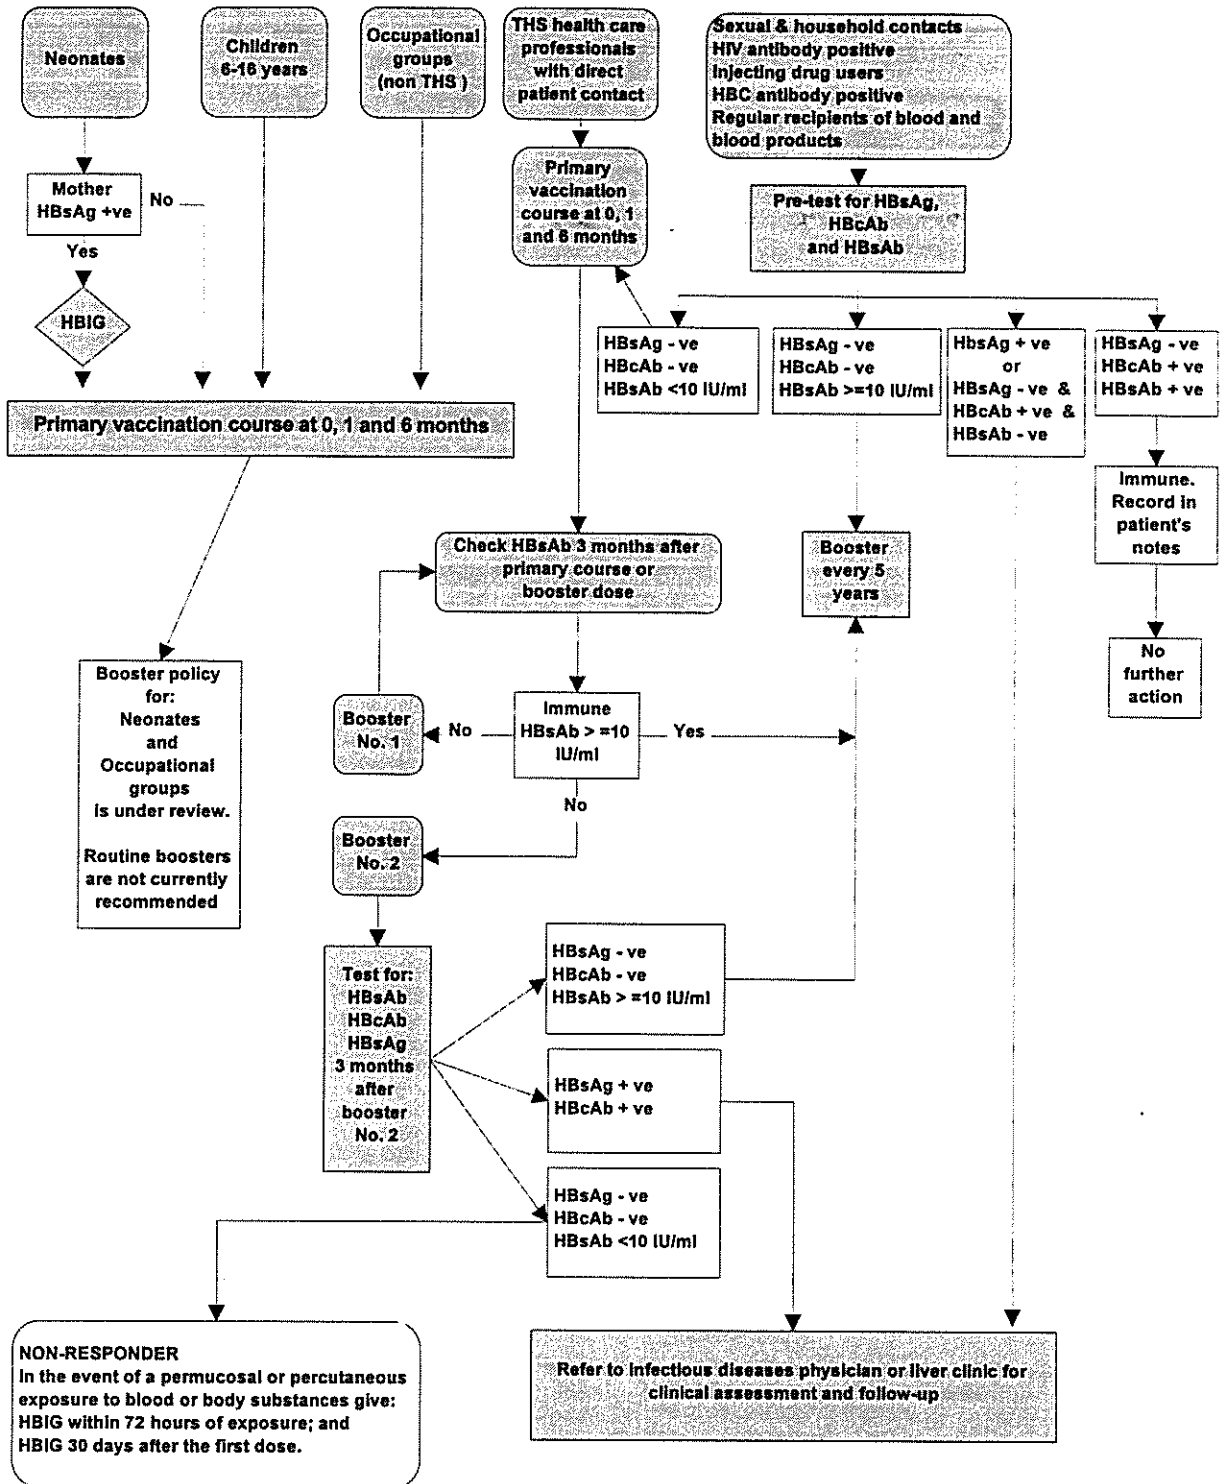 Neonates
Children
6-16 years
Occupational
groups
(non THS )
THS health care
professionals
with direct
patient contact
Sexual & household contacts
HIV antibody positive
Injecting drug users
HBC antibody positive
Regular recipients of blood and
blood products
Mother
HBsAg +ve
No
Yes
HBIG
Primary
vaccination
course at 0, 1
and 6 months
Pre-test for HBsAg,
HBcAb
and HBsAb
HBsAg - ve
HBcAb - ve
HBsAb <10 IU/ml
HBsAg - ve
HBcAb - ve
HBsAb >=10 IU/ml
HbsAg + ve
or
HBsAg - ve &
HBcAb + ve &
HBsAb - ve
HBsAg - ve
HBcAb + ve
HBsAb + ve
Primary vaccination course at 0, 1 and 6 months
Immune.
Record in
patient's
notes
Check HBsAb 3 months after
primary course or
booster dose
Booster
every 5
years
No
further
action
Booster policy
for:
Neonates
and
Occupational
groups
is under review.
Routine boosters
are not currently
recommended
Booster
No. 1
No
Immune
HBsAb > =10
IU/ml
Yes
No
Booster
No. 2
Test for:
HBsAb
HBcAb
HBsAg
3 months
after
booster
No. 2
HBsAg - ve
HBcAb - ve
HBsAb > =10 IU/ml
HBsAg + ve
HBcAb + ve
HBsAg - ve
HBcAb - ve
HBsAb <10 IU/ml
NON-RESPONDER
In the event of a permucosal or percutaneous
exposure to blood or body substances give:
HBIG within 72 hours of exposure; and
HBIG 30 days after the first dose.
Refer to infectious diseases physician or liver clinic for
clinical assessment and follow-up